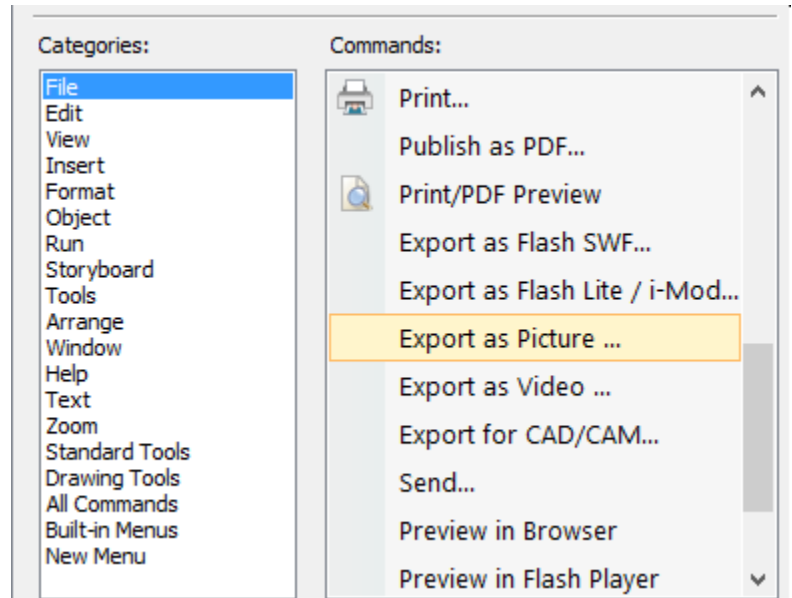 Categories:
File
Edit
View
Insert
Format
Object
Run
Storyboard
Tools
Arrange
Window
Help
Text
Zoom
Standard Tools
Drawing Tools
All Commands
Built-in Menus
New Menu
Commands:
Print...
Publish as PDF...
Print/PDF Preview
Export as Flash SWF...
Export as Flash Lite / i-Mod...
Export as Picture ...
Export as Video ...
Export for CAD/CAM...
Send...
Preview in Browser
Preview in Flash Player